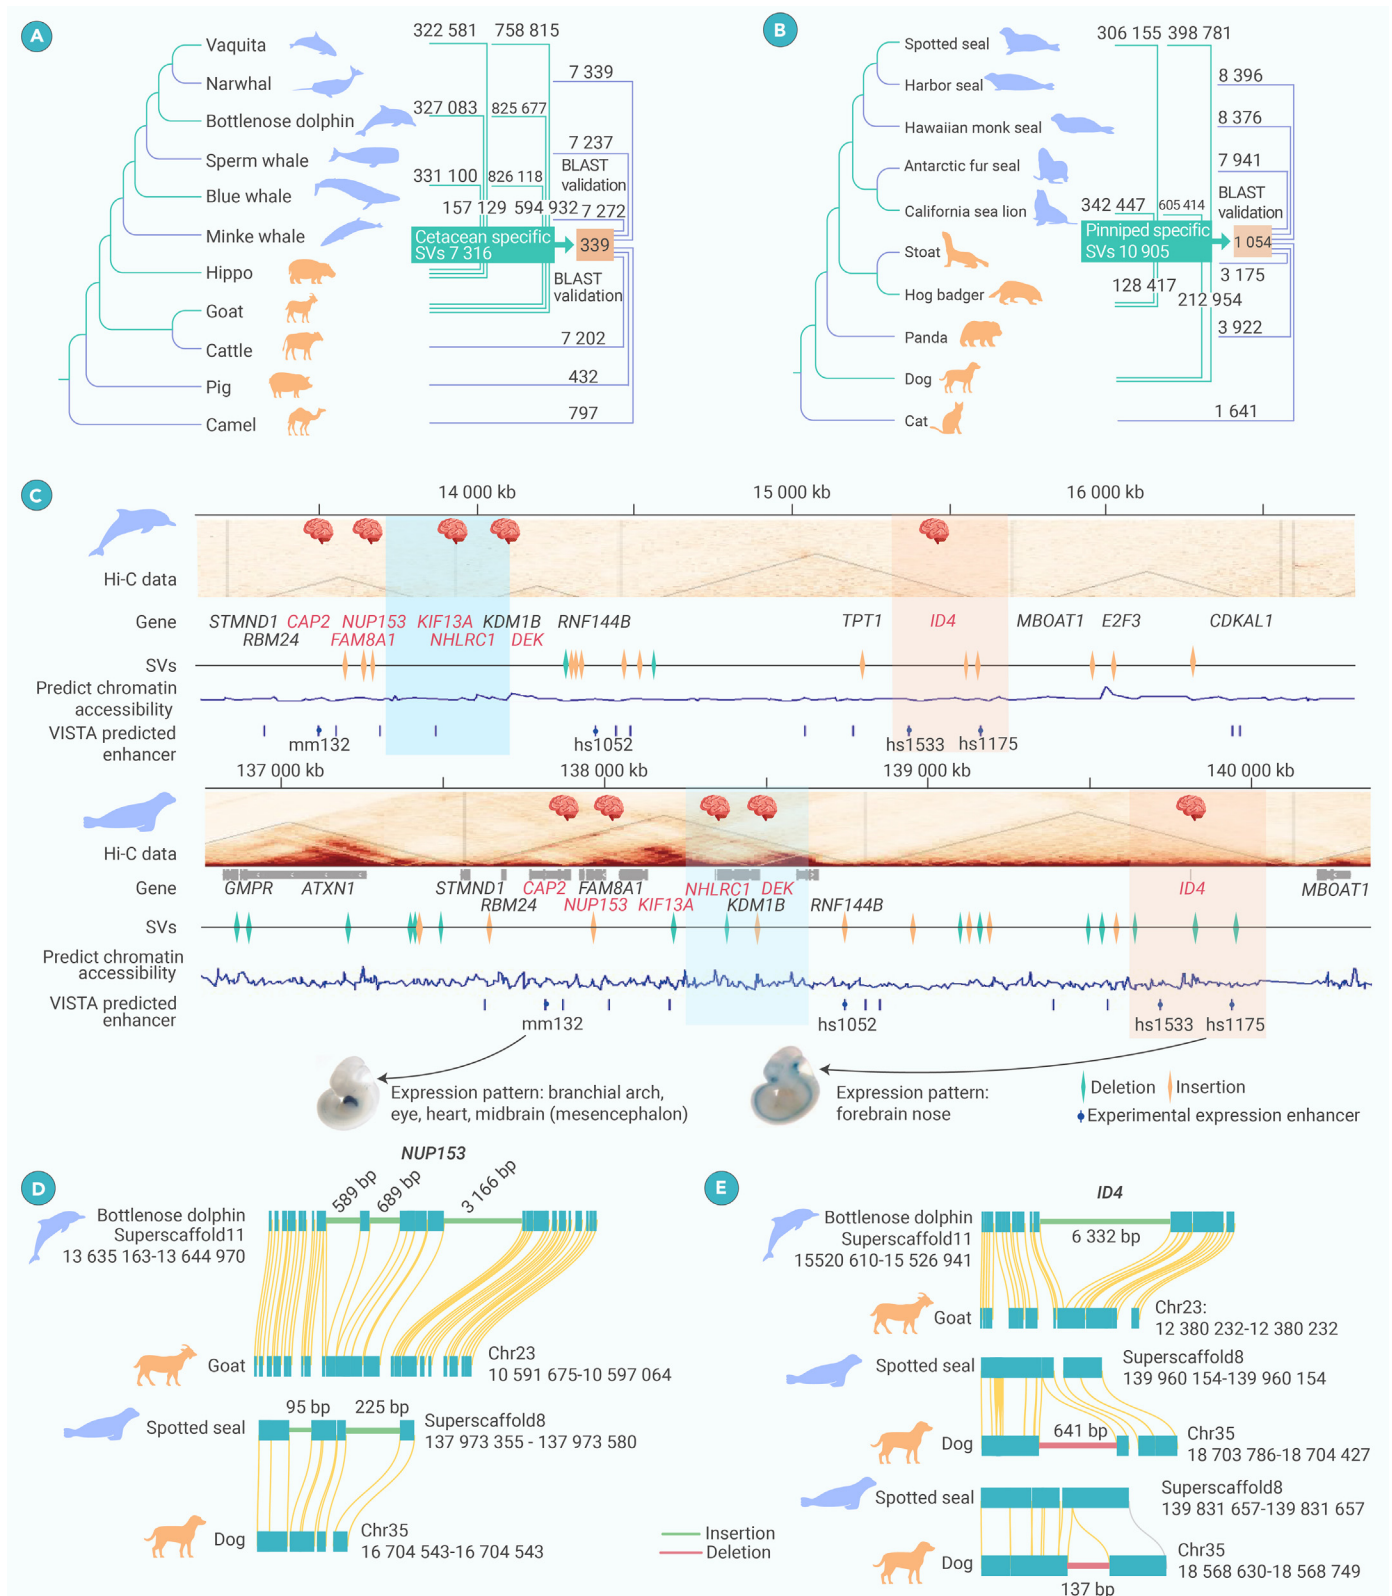 A
Vaquita
Narwhal
Bottlenose dolphin
Sperm whale
Blue whale
Minke whale
Hippo
Goat
Cattle
Pig
Camel
322 581
758 815
7 339
327 083
825 677
7 237
BLAST
validation
331 100
826 118
157 129
594 932
7 272
Cetacean specific
SVs 7 316
339
BLAST
validation
7 202
432
797
B
Spotted seal
Harbor seal
Hawaiian monk seal
Antarctic fur seal
California sea lion
Stoat
Hog badger
Panda
Dog
Cat
306 155
398 781
8 396
8 376
7 941
BLAST
validation
342 447
605 414
Pinniped specific
SVs 10 905
1 054
3 175
128 417
212 954
3 922
1 641
C
14 000 kb
15 000 kb
16 000 kb
Hi-C data
Gene
STMND1 CAP2 NUP153 KIF13A KDM1B RNF144B TPT1 ID4 MBOAT1 E2F3 CDKAL1
RBM24 FAM8A1 NHLRC1 DEK
SVs
Predict chromatin
accessibility
VISTA predicted
enhancer
mm132
hs1052
hs1533
hs1175
137 000 kb
138 000 kb
139 000 kb
140 000 kb
Hi-C data
Gene
GMPR ATXN1 STMND1 CAP2 FAM8A1 NHLRC1 DEK ID4 MBOAT1
RBM24 NUP153 KIF13A KDM1B RNF144B
SVs
Predict chromatin
accessibility
VISTA predicted
enhancer
mm132
hs1052
hs1533
hs1175
Expression pattern: branchial arch,
eye, heart, midbrain (mesencephalon)
Expression pattern:
forebrain nose
Deletion
Insertion
Experimental expression enhancer
D
NUP153
589 bp
689 bp
3 166 bp
Bottlenose dolphin
Superscaffold11
13 635 163-13 644 970
Goat
Chr23
10 591 675-10 597 064
95 bp
225 bp
Spotted seal
Superscaffold8
137 973 355 - 137 973 580
Dog
Chr35
16 704 543-16 704 543
Insertion
Deletion
E
ID4
Bottlenose dolphin
Superscaffold11
15520 610-15 526 941
6 332 bp
Goat
Chr23:
12 380 232-12 380 232
Spotted seal
Superscaffold8
139 960 154-139 960 154
641 bp
Dog
Chr35
18 703 786-18 704 427
Spotted seal
Superscaffold8
139 831 657-139 831 657
Dog
Chr35
18 568 630-18 568 749
137 bp